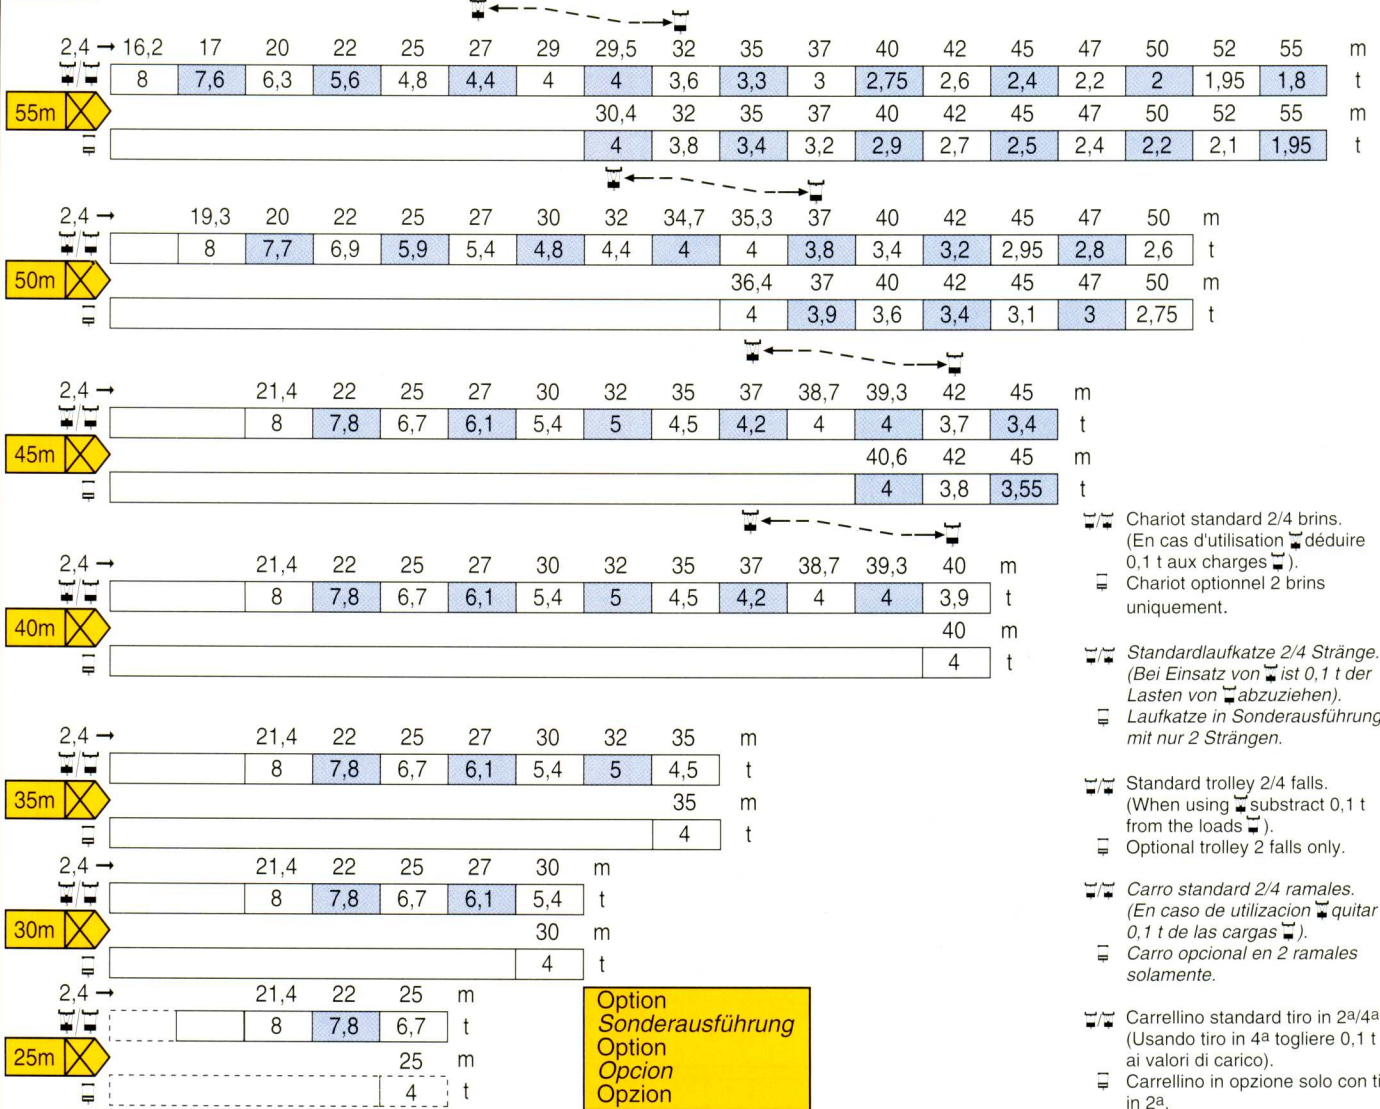 2,4 → 16,2 17 20 22 25 27 29 29,5 32 35 37 40 42 45 47 50 52 55 m
8 7,6 6,3 5,6 4,8 4,4 4 4 3,6 3,3 3 2,75 2,6 2,4 2,2 2 1,95 1,8 t
55m
30,4 32 35 37 40 42 45 47 50 52 55 m
4 3,8 3,4 3,2 2,9 2,7 2,5 2,4 2,2 2,1 1,95 t
2,4 → 19,3 20 22 25 27 30 32 34,7 35,3 37 40 42 45 47 50 m
8 7,7 6,9 5,9 5,4 4,8 4,4 4 4 3,8 3,4 3,2 2,95 2,8 2,6 t
50m
36,4 37 40 42 45 47 50 m
4 3,9 3,6 3,4 3,1 3 2,75 t
2,4 → 21,4 22 25 27 30 32 35 37 38,7 39,3 42 45 m
8 7,8 6,7 6,1 5,4 5 4,5 4,2 4 4 3,7 3,4 t
45m
40,6 42 45 m
4 3,8 3,55 t
2,4 → 21,4 22 25 27 30 32 35 37 38,7 39,3 40 m
8 7,8 6,7 6,1 5,4 5 4,5 4,2 4 4 3,9 t
40m
40 m
4 t
2,4 → 21,4 22 25 27 30 32 35 m
8 7,8 6,7 6,1 5,4 5 4,5 t
35m
35 m
4 t
2,4 → 21,4 22 25 27 30 m
8 7,8 6,7 6,1 5,4 t
30m
30 m
4 t
2,4 → 21,4 22 25 m
8 7,8 6,7 t
25m
25 m
4 t
Option
Sonderausführung
Option
Opcion
Opzion
Chariot standard 2/4 brins.
(En cas d'utilisation déduire
0,1 t aux charges ).
Chariot optionnel 2 brins
uniquement.
Standardlaufkatze 2/4 Stränge.
(Bei Einsatz von ist 0,1 t der
Lasten von abzuziehen).
Laufkatze in Sonderausführung
mit nur 2 Strängen.
Standard trolley 2/4 falls.
(When using substract 0,1 t
from the loads ).
Optional trolley 2 falls only.
Carro standard 2/4 ramales.
(En caso de utilizacion quitar
0,1 t de las cargas ).
Carro opcional en 2 ramales
solamente.
Carrellino standard tiro in 2ª/4ª
(Usando tiro in 4ª togliere 0,1 t
ai valori di carico).
Carrellino in opzione solo con ti
in 2ª.